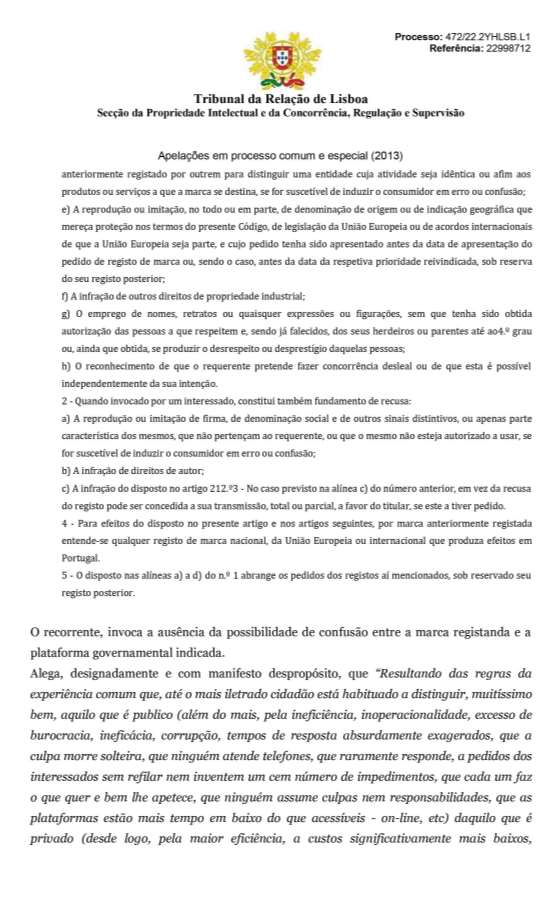 Processo: 472/22.2YHLSB.L1
Referência: 22998712
Tribunal da Relação de Lisboa
Secção da Propriedade Intelectual e da Concorrência, Regulação e Supervisão
Apelações em processo comum e especial (2013)
anteriormente registado por outrem para distinguir uma entidade cuja atividade seja idêntica ou afim aos
produtos ou serviços a que a marca se destina, se for suscetível de induzir o consumidor em erro ou confusão;
e) A reprodução ou imitação, no todo ou em parte, de denominação de origem ou de indicação geográfica que
mereça proteção nos termos do presente Código, de legislação da União Europeia ou de acordos internacionais
de que a União Europeia seja parte, e cujo pedido tenha sido apresentado antes da data de apresentação do
pedido de registo de marca ou, sendo o caso, antes da data da respetiva prioridade reivindicada, sob reserva
do seu registo posterior;
f) A infração de outros direitos de propriedade industrial;
g) O emprego de nomes, retratos ou quaisquer expressões ou figurações, sem que tenha sido obtida
autorização das pessoas a que respeitem e, sendo já falecidos, dos seus herdeiros ou parentes até ao4.º grau
ou, ainda que obtida, se produzir o desrespeito ou desprestígio daquelas pessoas;
h) O reconhecimento de que o requerente pretende fazer concorrência desleal ou de que esta é possível
independentemente da sua intenção.
2 - Quando invocado por um interessado, constitui também fundamento de recusa:
a) A reprodução ou imitação de firma, de denominação social e de outros sinais distintivos, ou apenas parte
característica dos mesmos, que não pertençam ao requerente, ou que o mesmo não esteja autorizado a usar, se
for suscetível de induzir o consumidor em erro ou confusão;
b) A infração de direitos de autor;
c) A infração do disposto no artigo 212.º3 - No caso previsto na alínea c) do número anterior, em vez da recusa
do registo pode ser concedida a sua transmissão, total ou parcial, a favor do titular, se este a tiver pedido.
4 - Para efeitos do disposto no presente artigo e nos artigos seguintes, por marca anteriormente registada
entende-se qualquer registo de marca nacional, da União Europeia ou internacional que produza efeitos em
Portugal.
5 - O disposto nas alíneas a) a d) do n.º 1 abrange os pedidos dos registos aí mencionados, sob reservado seu
registo posterior.
O recorrente, invoca a ausência da possibilidade de confusão entre a marca registanda e a
plataforma governamental indicada.
Alega, designadamente e com manifesto despropósito, que “Resultando das regras da
experiência comum que, até o mais iletrado cidadão está habituado a distinguir, muitíssimo
bem, aquilo que é publico (além do mais, pela ineficiência, inoperacionalidade, excesso de
burocracia, ineficácia, corrupção, tempos de resposta absurdamente exagerados, que a
culpa morre solteira, que ninguém atende telefones, que raramente responde, a pedidos dos
interessados sem refilar nem inventem um cem número de impedimentos, que cada um faz
o que quer e bem lhe apetece, que ninguém assume culpas nem responsabilidades, que as
plataformas estão mais tempo em baixo do que acessíveis - on-line, etc) daquilo que é
privado (desde logo, pela maior eficiência, a custos significativamente mais baixos,